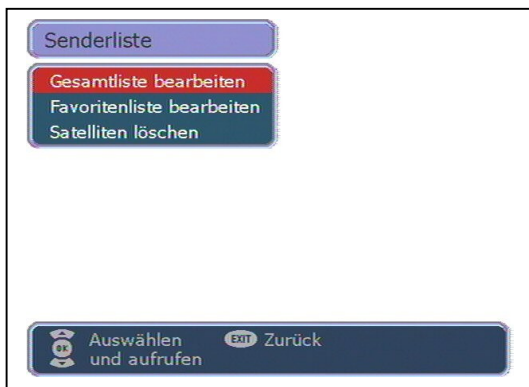 Senderliste
Gesamtliste bearbeiten
Favoritenliste bearbeiten
Satelliten löschen
OK Auswählen und aufrufen
EXIT Zurück